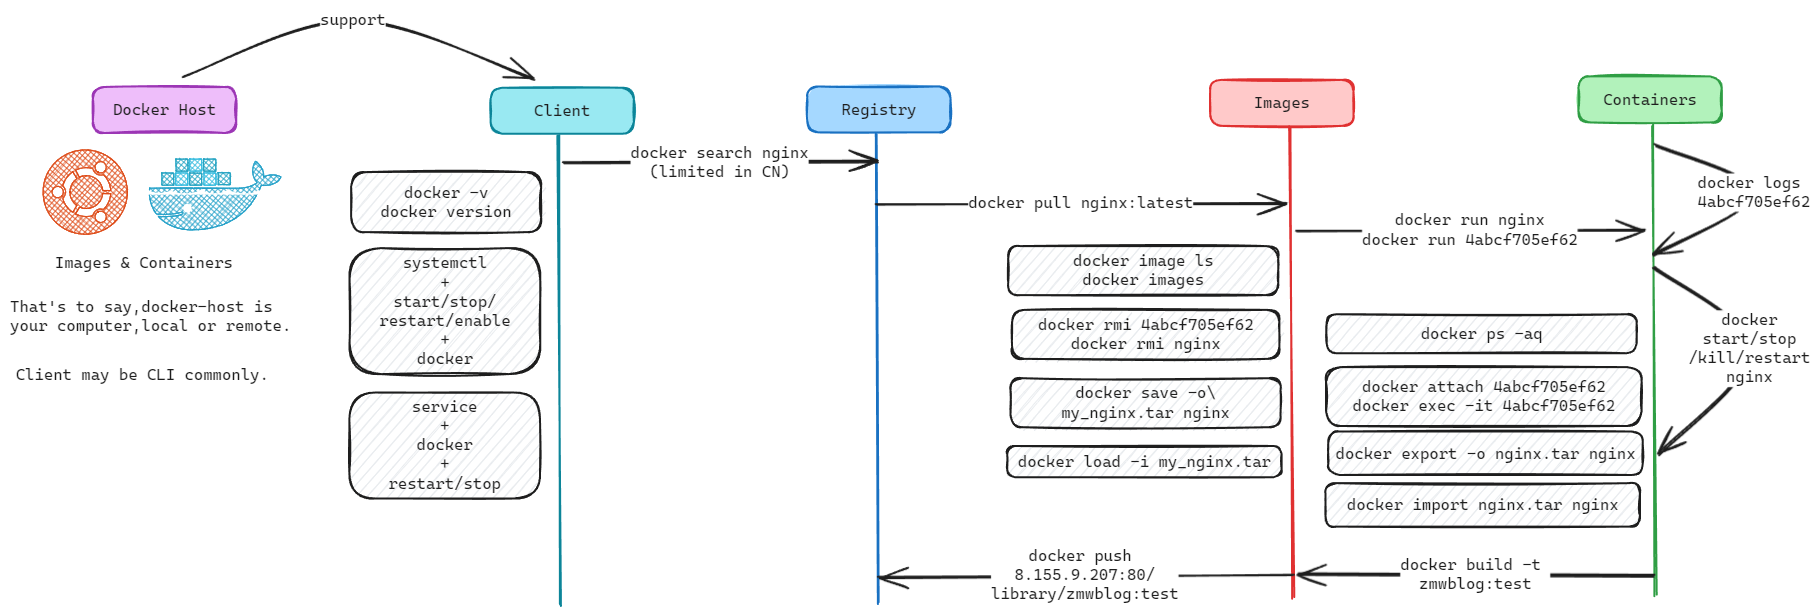 support
Docker Host
Client
Registry
Images
Containers
Images & Containers
That's to say,docker-host is
your computer,local or remote.
Client may be CLI commonly.
docker -v
docker version
systemctl
+
start/stop/
restart/enable
+
docker
service
+
docker
+
restart/stop
docker search nginx
(limited in CN)
docker pull nginx:latest
docker image ls
docker images
docker rmi 4abcf705ef62
docker rmi nginx
docker save -o\
my_nginx.tar nginx
docker load -i my_nginx.tar
docker push
8.155.9.207:80/
library/zmwblog:test
docker run nginx
docker run 4abcf705ef62
docker ps -aq
docker attach 4abcf705ef62
docker exec -it 4abcf705ef62
docker export -o nginx.tar nginx
docker import nginx.tar nginx
docker build -t
zmwblog:test
docker logs
4abcf705ef62
docker
start/stop
/kill/restart
nginx